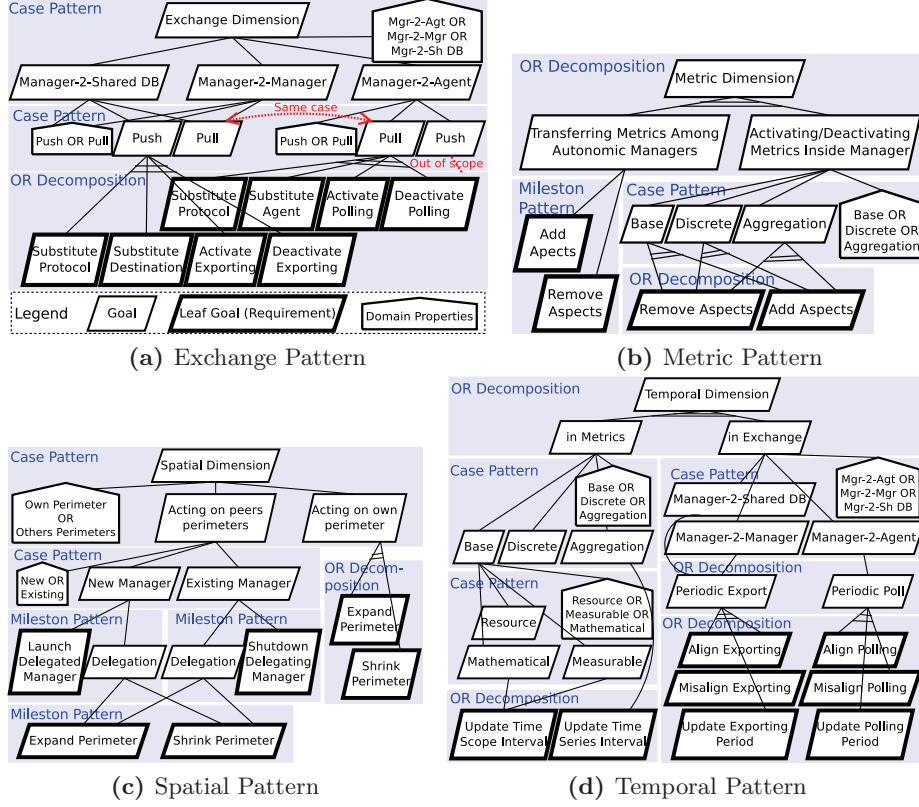 Case Pattern
Exchange Dimension
Mgr-2-Agt OR
Mgr-2-Mgr OR
Mgr-2-Sh DB
Manager-2-Shared DB
Manager-2-Manager
Manager-2-Agent
Case Pattern
Same case
Push OR Pull
Push
Pull
Push OR Pull
Pull
Push
Out of scope
OR Decomposition
Substitute
Protocol
Substitute
Agent
Activate
Polling
Deactivate
Polling
Substitute
Protocol
Substitute
Destination
Activate
Exporting
Deactivate
Exporting
Legend
Goal
Leaf Goal (Requirement)
Domain Properties
(a) Exchange Pattern
OR Decomposition
Metric Dimension
Transferring Metrics Among
Autonomic Managers
Activating/Deactivating
Metrics Inside Manager
Mileston
Pattern
Case Pattern
Add
Apects
Remove
Aspects
Base
Discrete
Aggregation
Base OR
Discrete OR
Aggregation
OR Decomposition
Remove Aspects
Add Aspects
(b) Metric Pattern
Case Pattern
Spatial Dimension
Own Perimeter
OR
Others Perimeters
Acting on peers
perimeters
Acting on own
perimeter
Case Pattern
New OR
Existing
New Manager
Existing Manager
OR Decom-
position
Expand
Perimeter
Shrink
Perimeter
Mileston Pattern
Mileston Pattern
Launch
Delegated
Manager
Delegation
Delegation
Shutdown
Delegating
Manager
Mileston Pattern
Expand Perimeter
Shrink Perimeter
(c) Spatial Pattern
OR Decomposition
Temporal Dimension
in Metrics
in Exchange
Case Pattern
Base OR
Discrete OR
Aggregation
Base
Discrete
Aggregation
Case Pattern
Resource OR
Measurable OR
Mathematical
Resource
Mathematical
Measurable
OR Decomposition
Update Time
Scope Interval
Update Time
Series Interval
Case Pattern
Mgr-2-Agt OR
Mgr-2-Mgr OR
Mgr-2-Sh DB
Manager-2-Shared DB
Manager-2-Manager
Manager-2-Agent
OR Decomposition
Periodic Export
Periodic Poll
OR Decomposition
Align Exporting
Align Polling
Misalign Exporting
Misalign Polling
Update Exporting
Period
Update Polling
Period
(d) Temporal Pattern